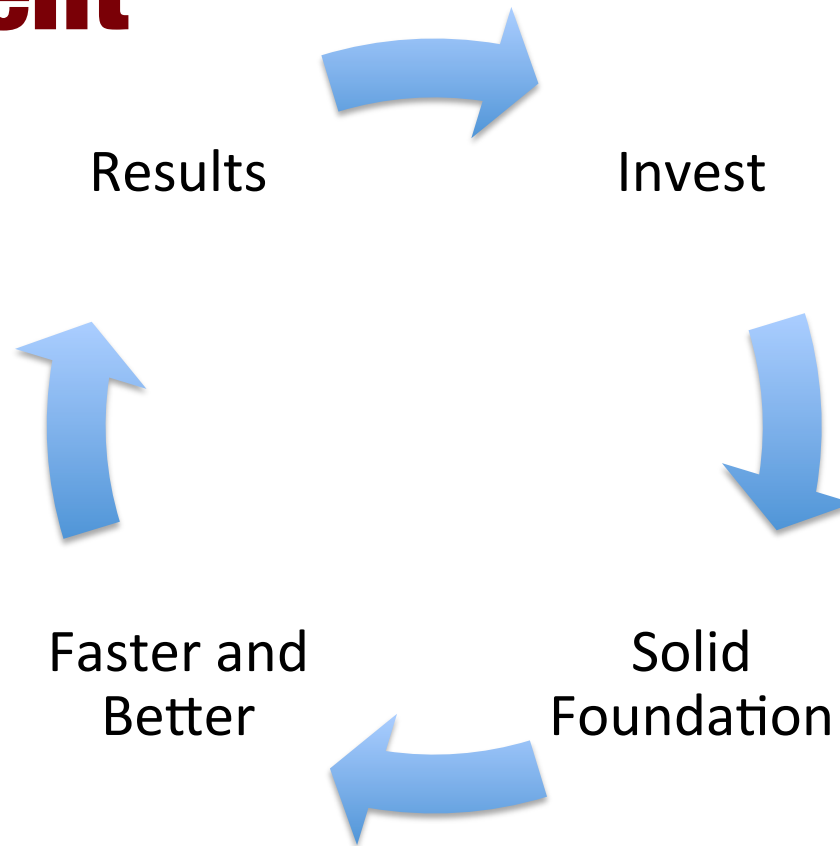 Results
Invest
Faster and
Better
Solid
Foundation